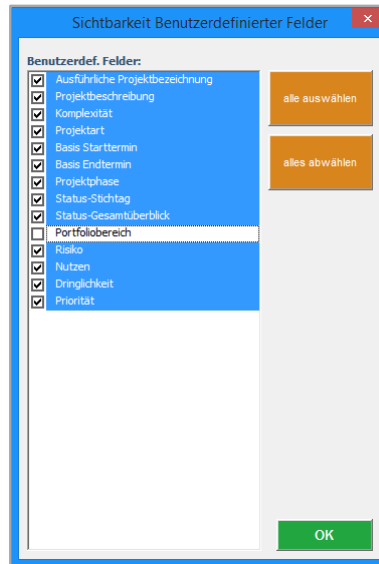 Sichtbarkeit Benutzerdefinierter Felder
Benutzerdef. Felder:
Ausführliche Projektbezeichnung
Projektbeschreibung
Komplexität
Projektart
Basis Starttermin
Basis Endtermin
Projektphase
Status-Stichtag
Status-Gesamtüberblick
Portfoliobereich
Risiko
Nutzen
Dringlichkeit
Priorität
alle auswählen
alles abwählen
OK